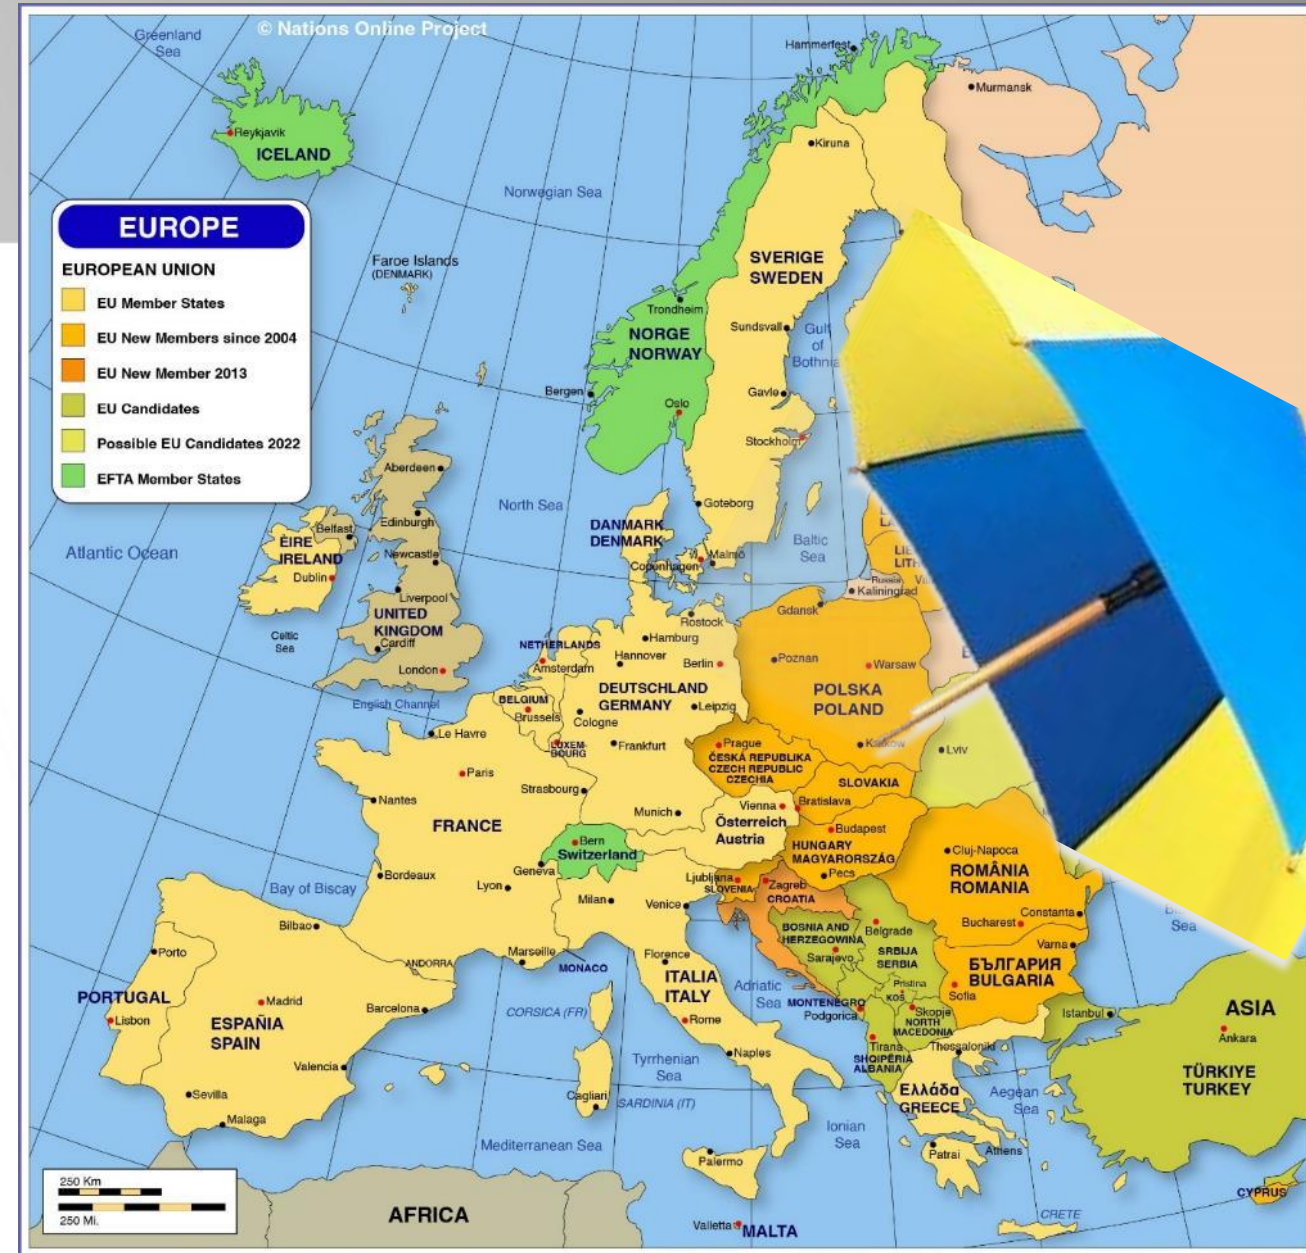 © Nations Online Project
Greenland
Sea
Hammerfest
Murmansk
Reykjavik
ICELAND
Kiruna
Norwegian Sea
EUROPE
EUROPEAN UNION
EU Member States
EU New Members since 2004
EU New Member 2013
EU Candidates
Possible EU Candidates 2022
EFTA Member States
Faroe Islands
(DENMARK)
SVERIGE
SWEDEN
Trondheim
NORGE
NORWAY
Sundsvall
Gulf
of
Bothnia
Bergen
Gavle
Oslo
Stockholm
Aberdeen
North Sea
Goteborg
Edinburgh
Belfast
DANMARK
DENMARK
Baltic
Sea
Atlantic Ocean
ÈIRE
IRELAND
Newcastle
Malmö
Copenhagen
Dublin
Liverpool
Russia
Kaliningrad
Gdansk
Celtic
Sea
UNITED
KINGDOM
Cardiff
London
Rostock
Hamburg
NETHERLANDS
Amsterdam
Hannover
Berlin
Poznan
Warsaw
English Channel
BELGIUM
Brussels
DEUTSCHLAND
GERMANY
Cologne
Leipzig
POLSKA
POLAND
Le Havre
LUXEM-
BOURG
Frankfurt
Prague
ČESKÁ REPUBLIKA
CZECH REPUBLIC
CZECHIA
Krakow
Lviv
Paris
Strasbourg
SLOVAKIA
Nantes
Munich
Vienna
Bratislava
Österreich
Austria
FRANCE
Bern
Switzerland
Geneva
Budapest
HUNGARY
MAGYARORSZÁG
Pecs
Cluj-Napoca
ROMÂNIA
ROMANIA
Bay of Biscay
Bordeaux
Lyon
Milan
Venice
Ljubljana
SLOVENIA
Zagreb
CROATIA
Constanta
Bucharest
Bilbao
BOSNIA AND
HERZEGOWINA
Sarajevo
Belgrade
SRBIJA
SERBIA
Sea
Varna
БЪЛГАРИЯ
BULGARIA
Sofia
Porto
ANDORRA
Marseille
MONACO
Florence
ITALIA
ITALY
Adriatic
Sea
MONTENEGRO
Podgorica
Pristina
KOS
Skopje
NORTH
MACEDONIA
PORTUGAL
Lisbon
Madrid
ESPAÑIA
SPAIN
Barcelona
CORSICA (FR)
Rome
Istanbul
ASIA
Ankara
Valencia
Tyrrhenian
Sea
Naples
Tirana
SHQIPËRIA
ALBANIA
Thessaloniki
TÜRKIYE
TURKEY
Sevilla
Malaga
Cagliari
SARDINIA (IT)
Ελλάδα
GREECE
Aegean
Sea
Mediterranean Sea
Ionian
Sea
Palermo
Patrai
Athens
250 Km
250 Mi.
AFRICA
Valletta
MALTA
CRETE
CYPRUS